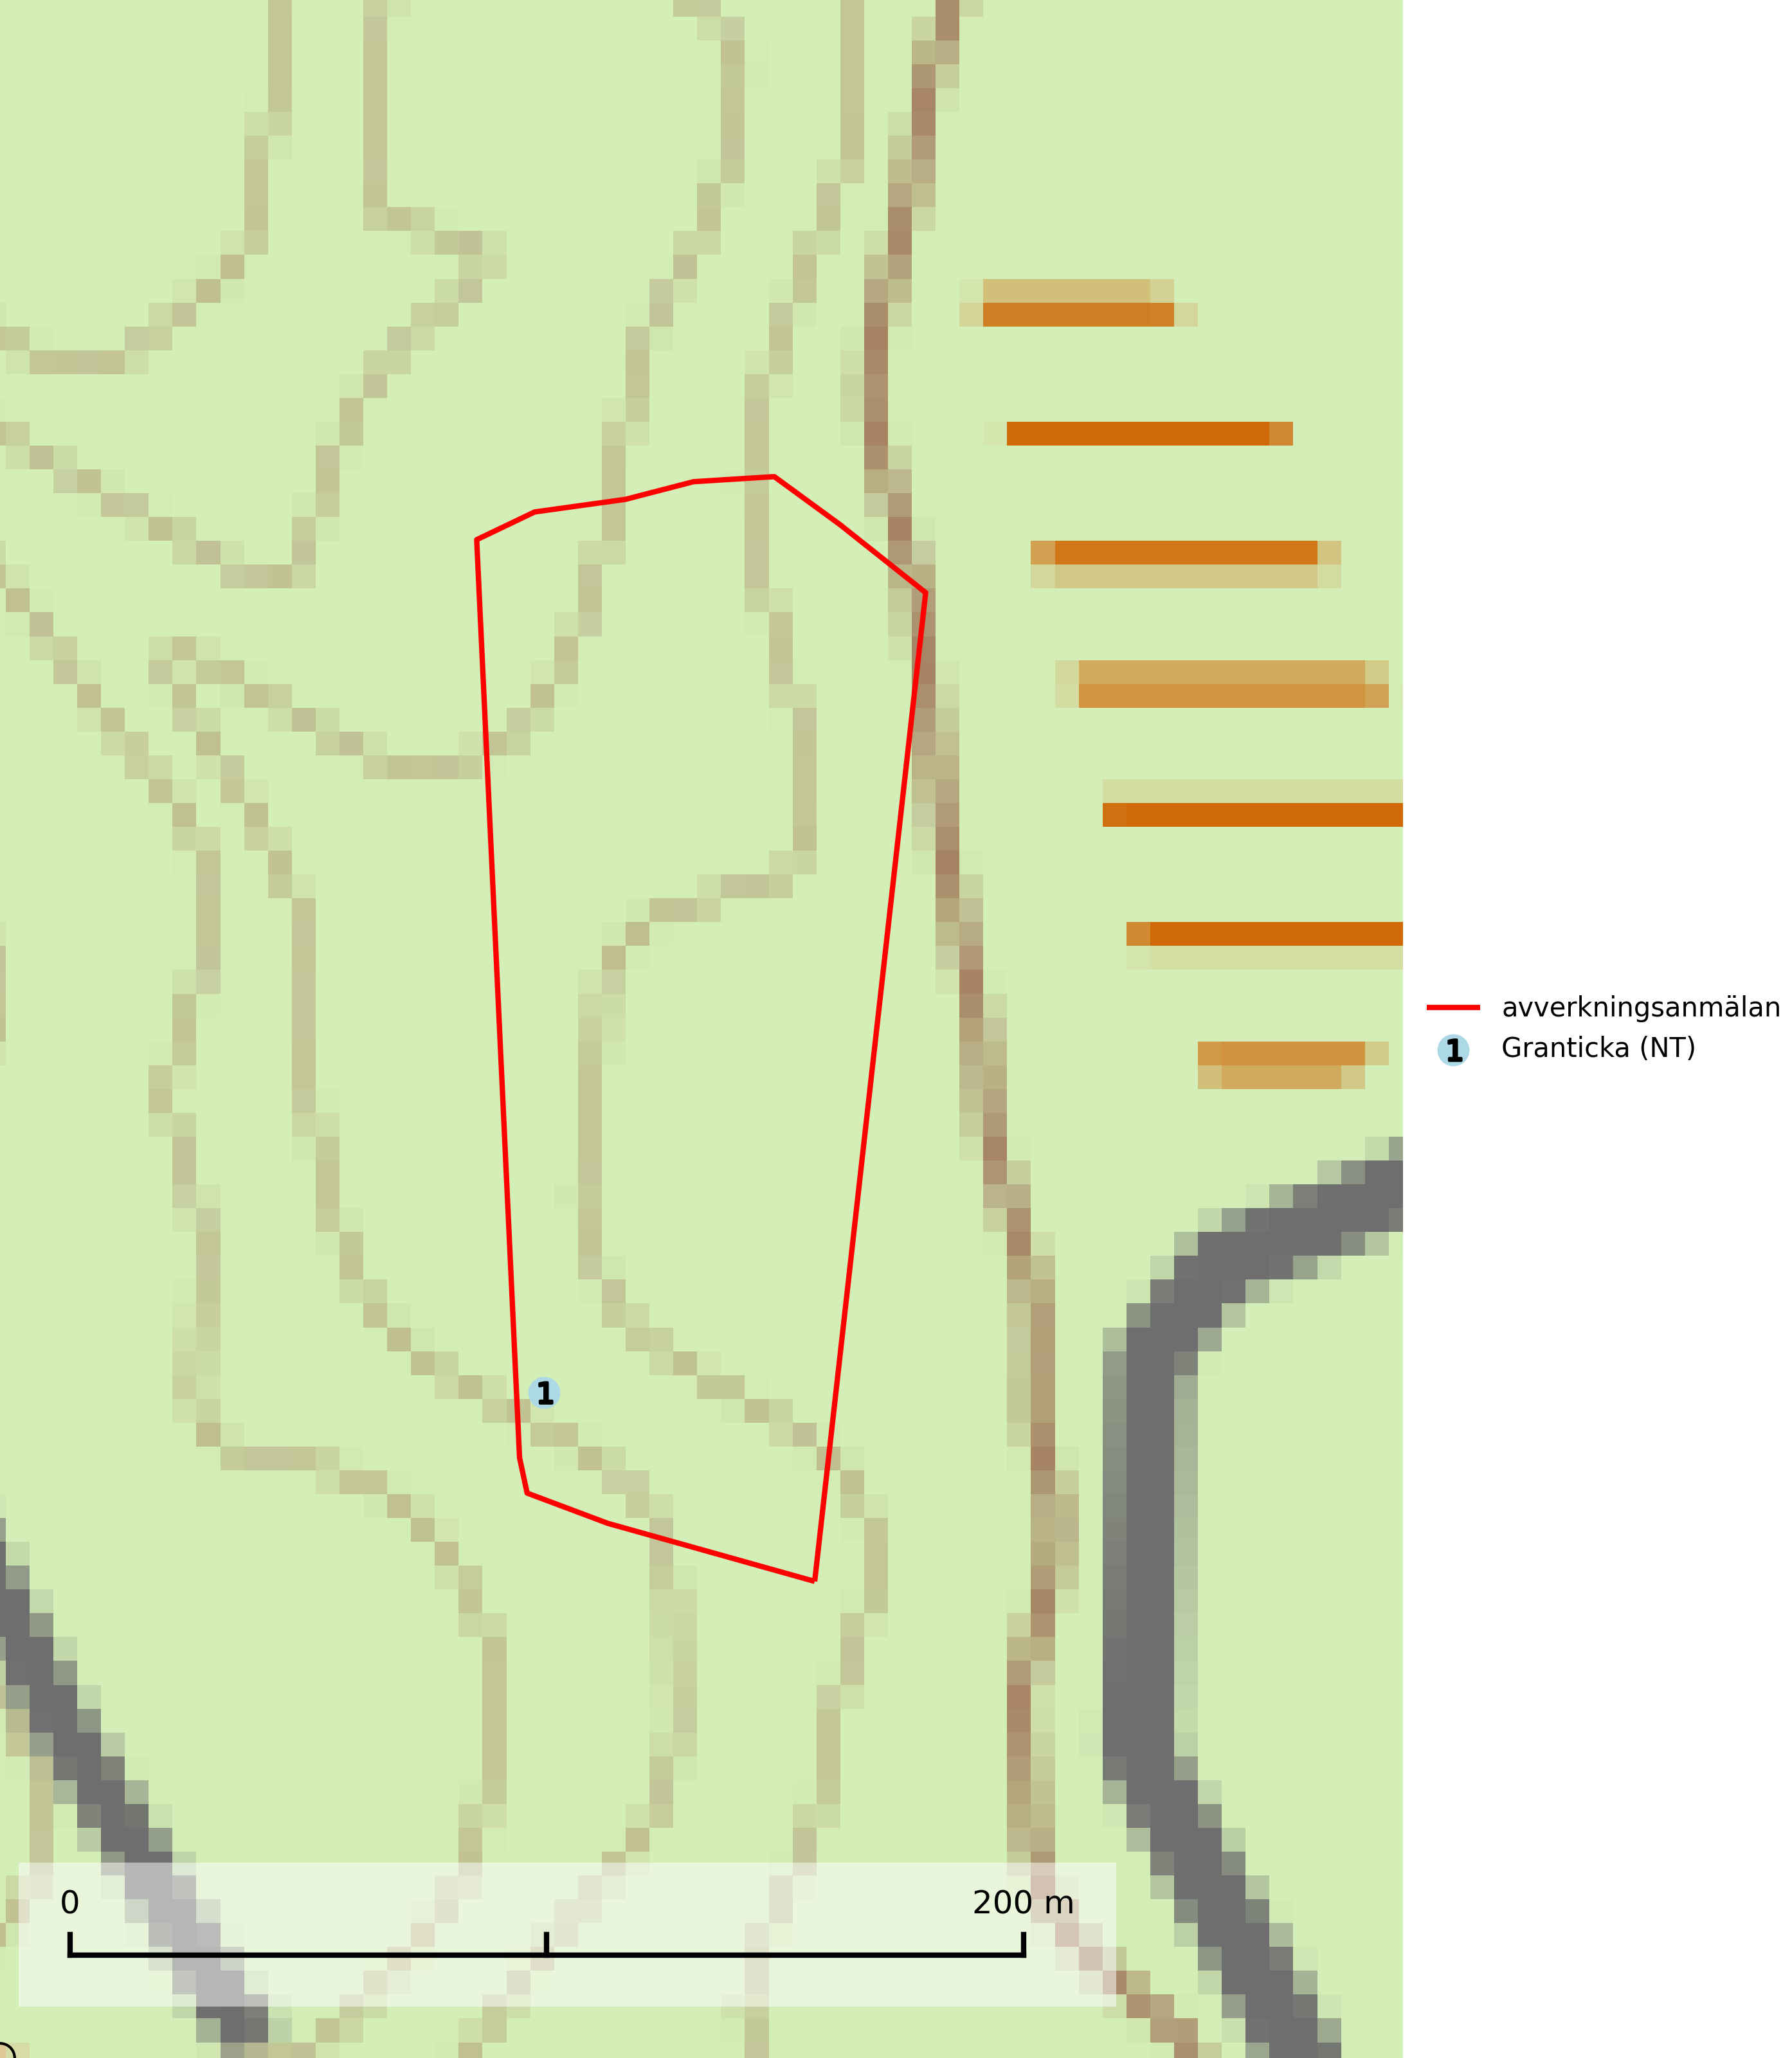 avverkningsanmälan
1 Granticka (NT)
1
0 200 m